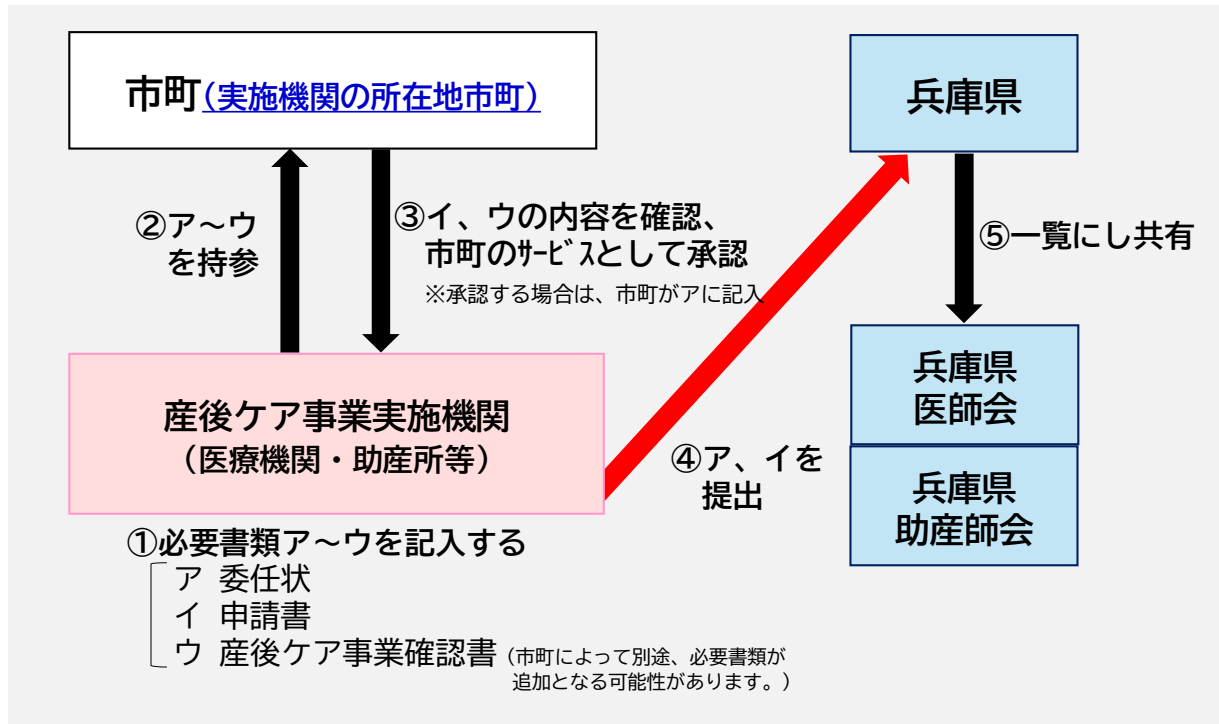 市町(実施機関の所在地市町)
兵庫県
②ア～ウ
を持参
③イ、ウの内容を確認、
市町のｻｰﾋﾞｽとして承認
※承認する場合は、市町がアに記入
⑤一覧にし共有
産後ケア事業実施機関
（医療機関・助産所等）
兵庫県
医師会
④ア、イを
提出
兵庫県
助産師会
①必要書類ア～ウを記入する
ア 委任状
イ 申請書
ウ 産後ケア事業確認書（市町によって別途、必要書類が
追加となる可能性があります。）